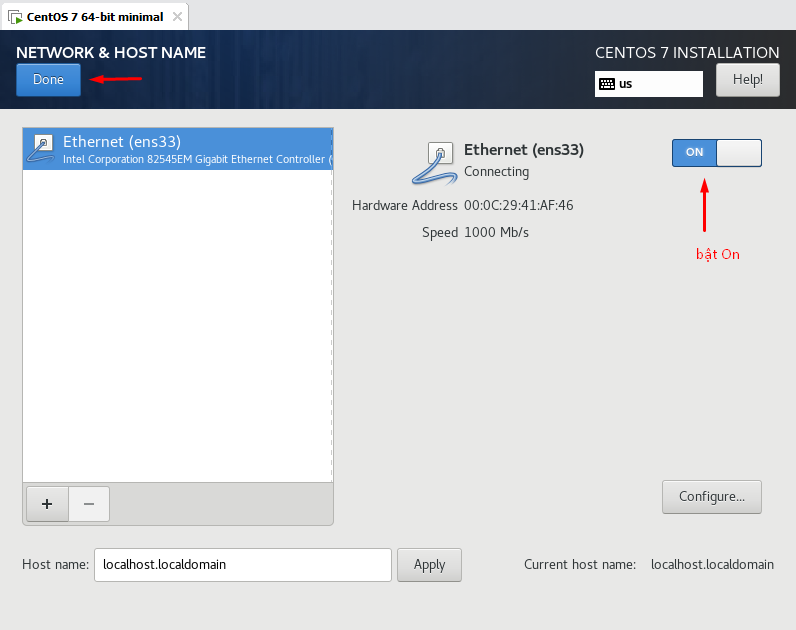 CentOS 7 64-bit minimal
NETWORK & HOST NAME
CENTOS 7 INSTALLATION
Done
us
Help!
Ethernet (ens33)
Intel Corporation 82545EM Gigabit Ethernet Controller (
Ethernet (ens33)
Connecting
ON
Hardware Address 00:0C:29:41:AF:46
Speed 1000 Mb/s
bật On
+ −
Configure...
Host name: localhost.localdomain Apply Current host name: localhost.localdomain